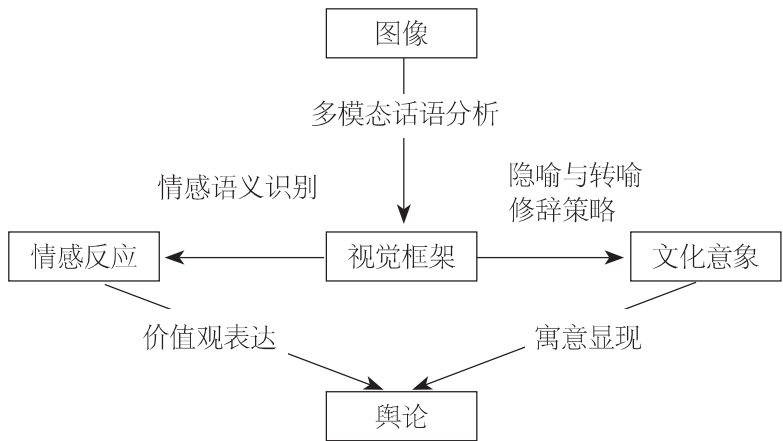 图像
多模态话语分析
情感语义识别
隐喻与转喻
修辞策略
情感反应
视觉框架
文化意象
价值观表达
寓意显现
舆论